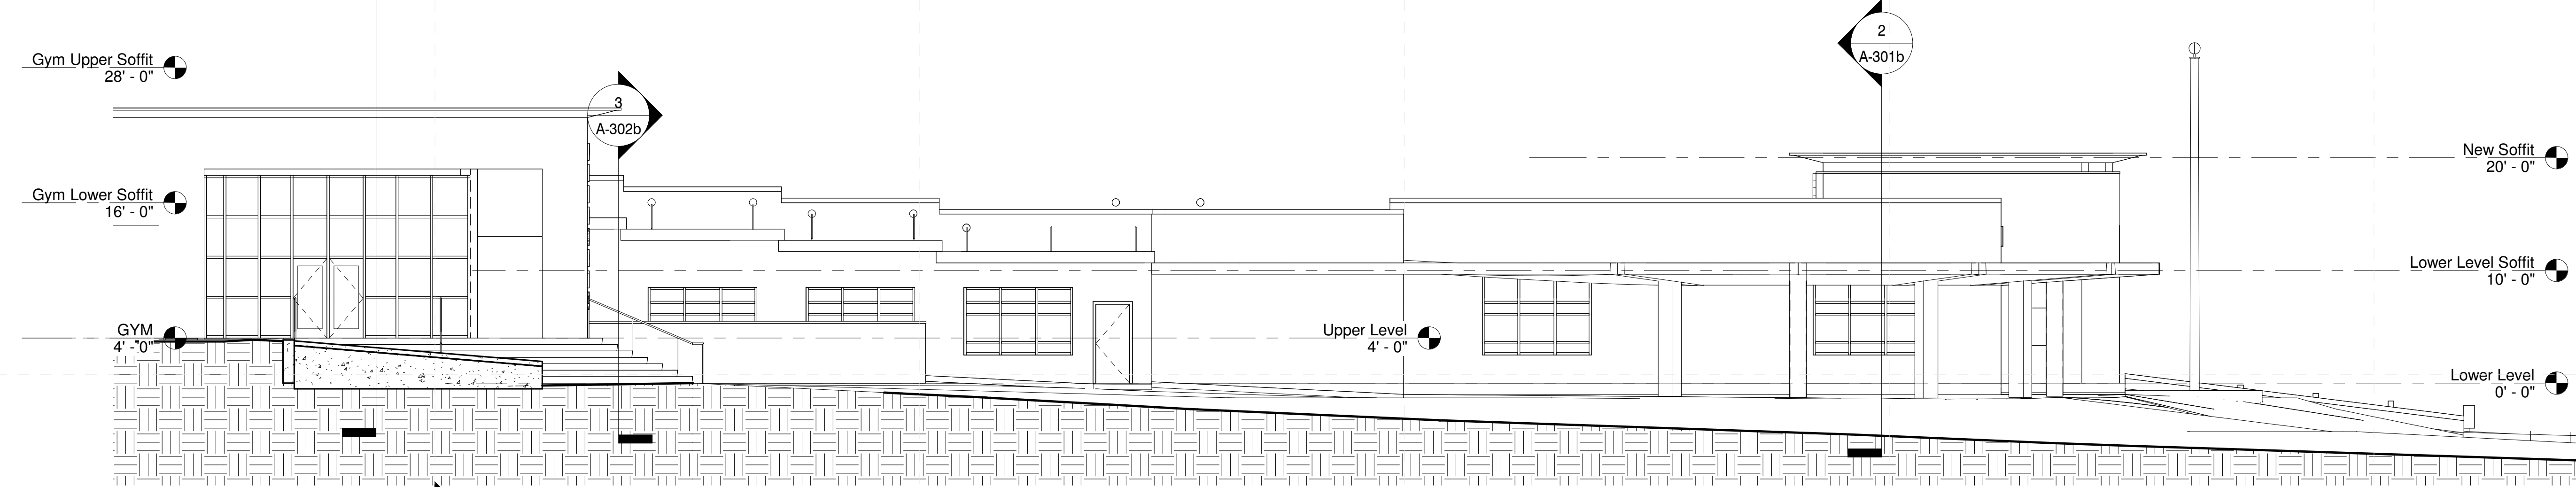 Gym Upper Soffit
28' - 0"
3
A-302b
2
A-301b
New Soffit
20' - 0"
Gym Lower Soffit
16' - 0"
Lower Level Soffit
10' - 0"
GYM
4' - 0"
Upper Level
4' - 0"
Lower Level
0' - 0"